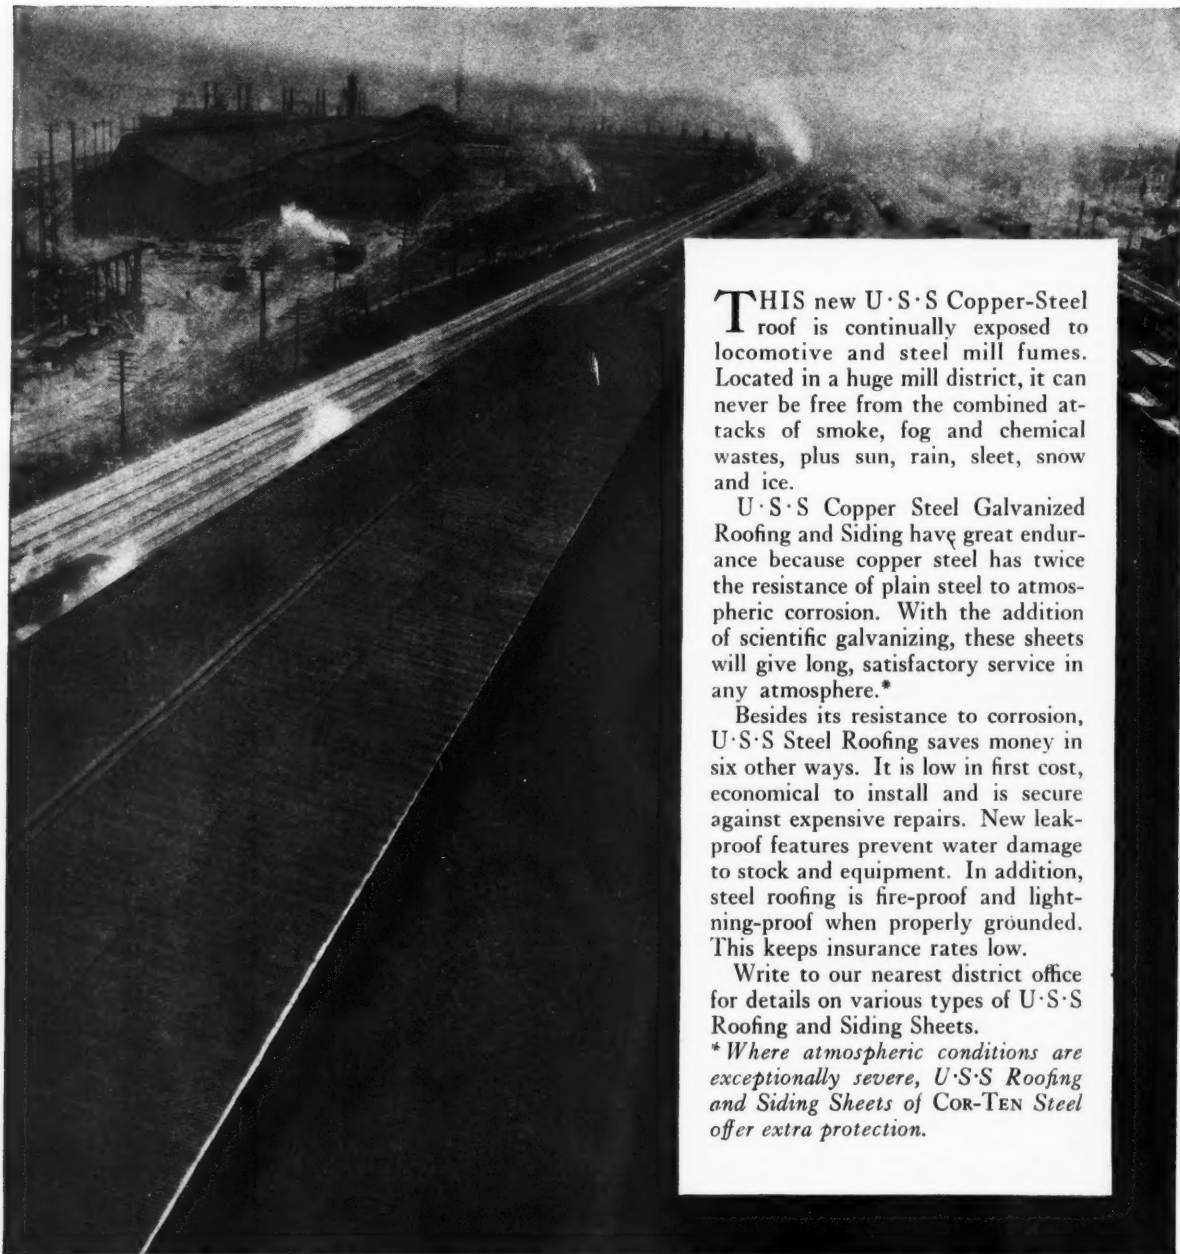 THIS new U·S·S Copper-Steel
roof is continually exposed to
locomotive and steel mill fumes.
Located in a huge mill district, it can
never be free from the combined at-
tacks of smoke, fog and chemical
wastes, plus sun, rain, sleet, snow
and ice.
U·S·S Copper Steel Galvanized
Roofing and Siding have great endur-
ance because copper steel has twice
the resistance of plain steel to atmos-
pheric corrosion. With the addition
of scientific galvanizing, these sheets
will give long, satisfactory service in
any atmosphere.*
Besides its resistance to corrosion,
U·S·S Steel Roofing saves money in
six other ways. It is low in first cost,
economical to install and is secure
against expensive repairs. New leak-
proof features prevent water damage
to stock and equipment. In addition,
steel roofing is fire-proof and light-
ning-proof when properly grounded.
This keeps insurance rates low.
Write to our nearest district office
for details on various types of U·S·S
Roofing and Siding Sheets.
*Where atmospheric conditions are
exceptionally severe, U·S·S Roofing
and Siding Sheets of COR-TEN Steel
offer extra protection.